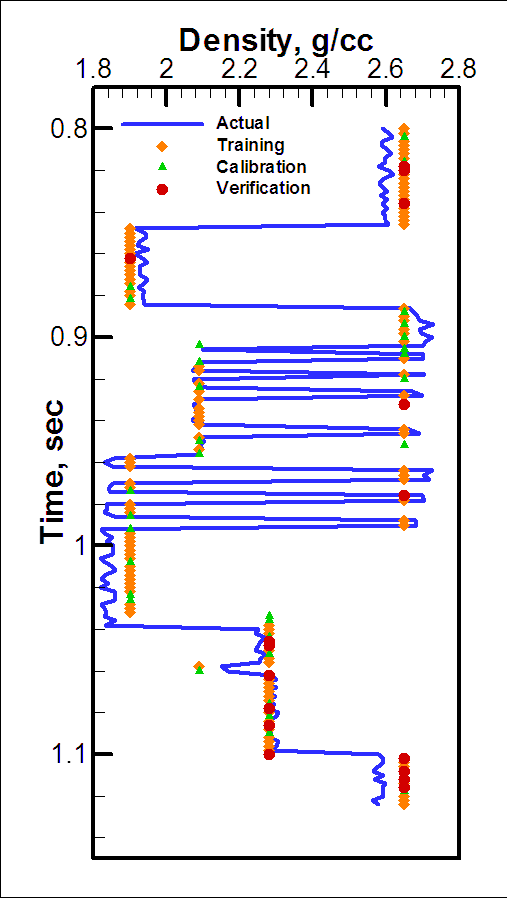 Density, g/cc
1.8 2 2.2 2.4 2.6 2.8
Actual
Training
Calibration
Verification
0.8
0.9
1
1.1
Time, sec